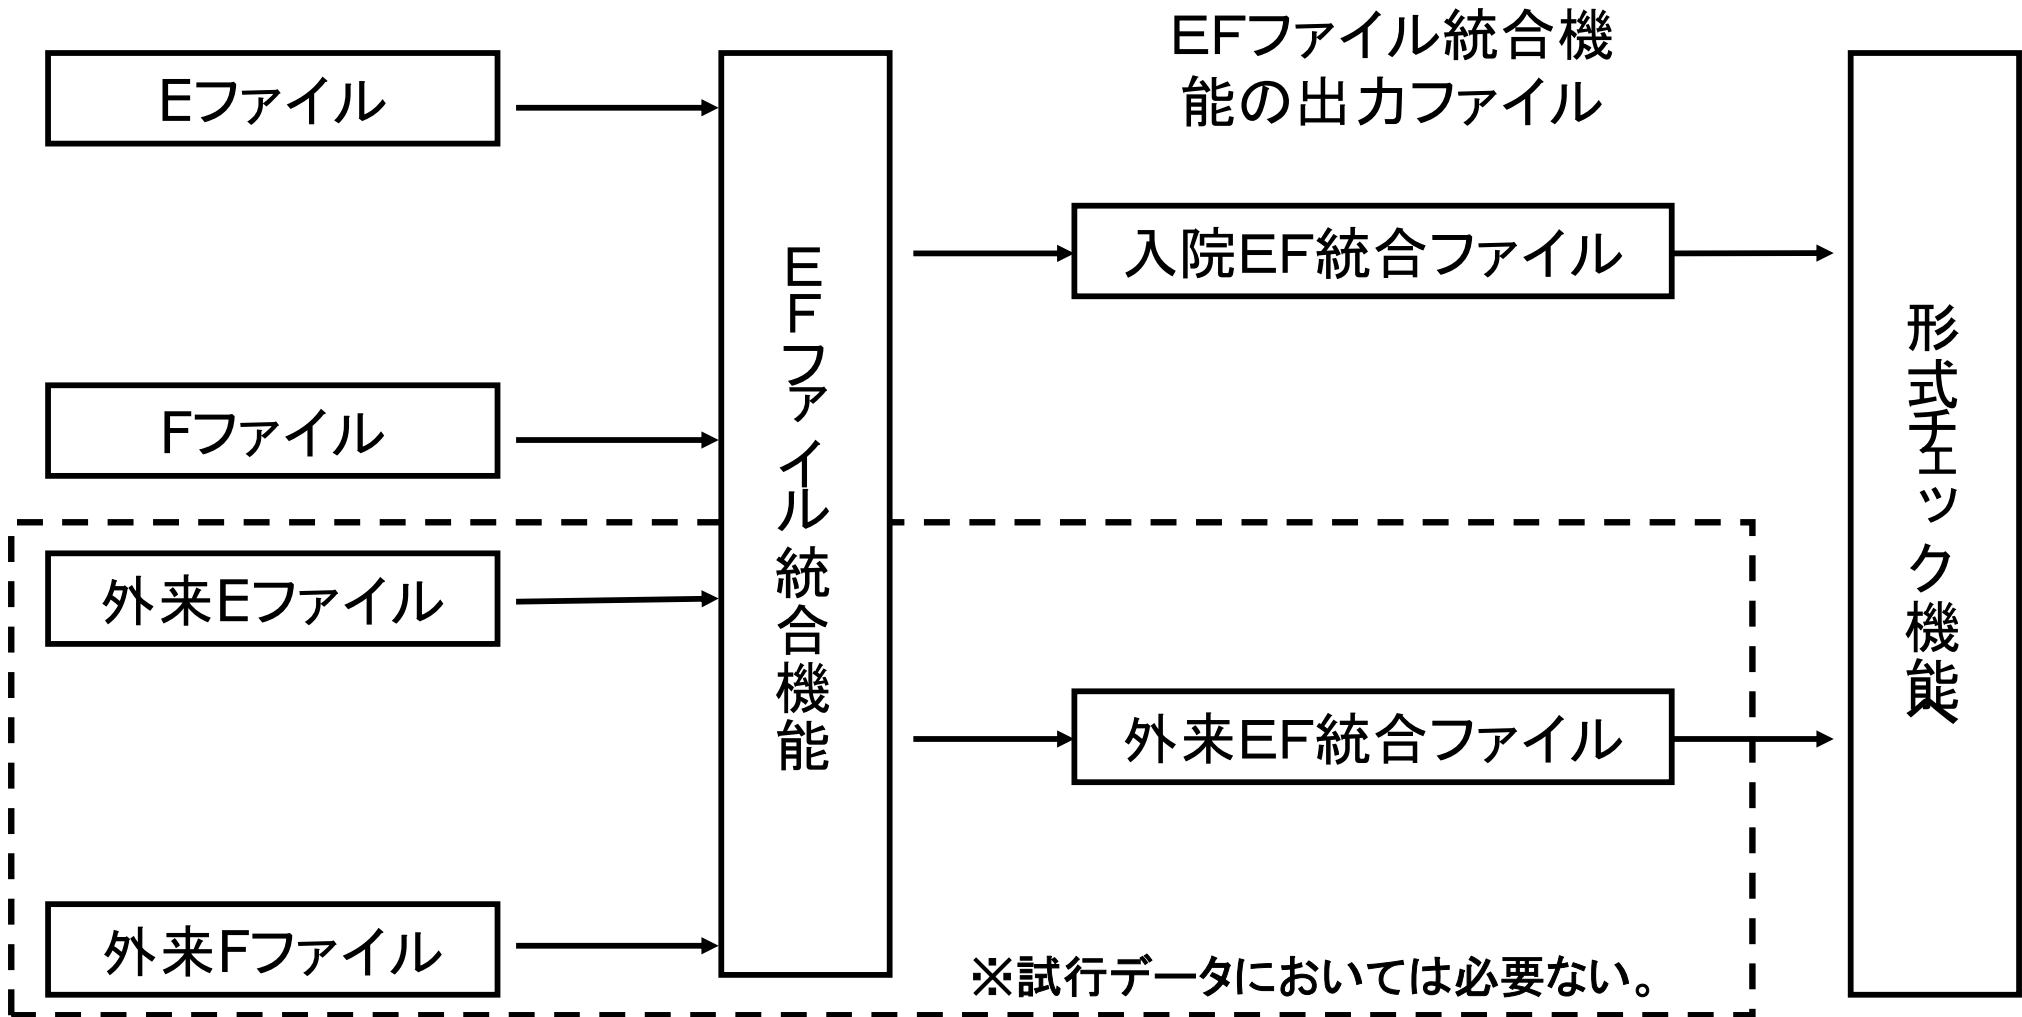 Eファイル
Fファイル
外来Eファイル
外来Fファイル
EFファイル統合機能
EFファイル統合機
能の出力ファイル
入院EF統合ファイル
外来EF統合ファイル
※試行データにおいては必要ない。
形式チェック機能へ